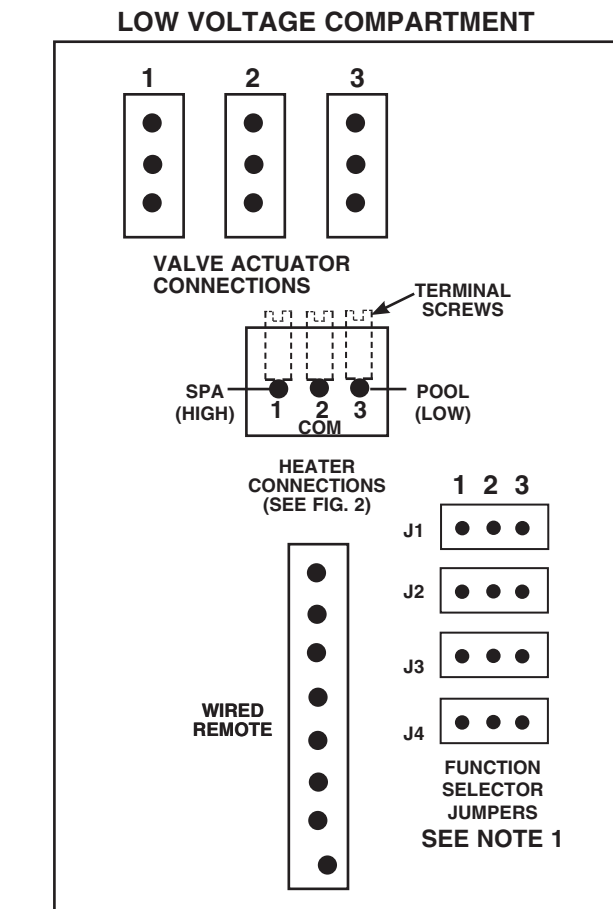 LOW VOLTAGE COMPARTMENT
1 2 3
VALVE ACTUATOR
CONNECTIONS
TERMINAL
SCREWS
SPA
(HIGH)
1 2 3
COM
POOL
(LOW)
HEATER
CONNECTIONS
(SEE FIG. 2)
1 2 3
J1
J2
J3
J4
WIRED
REMOTE
FUNCTION
SELECTOR
JUMPERS
SEE NOTE 1